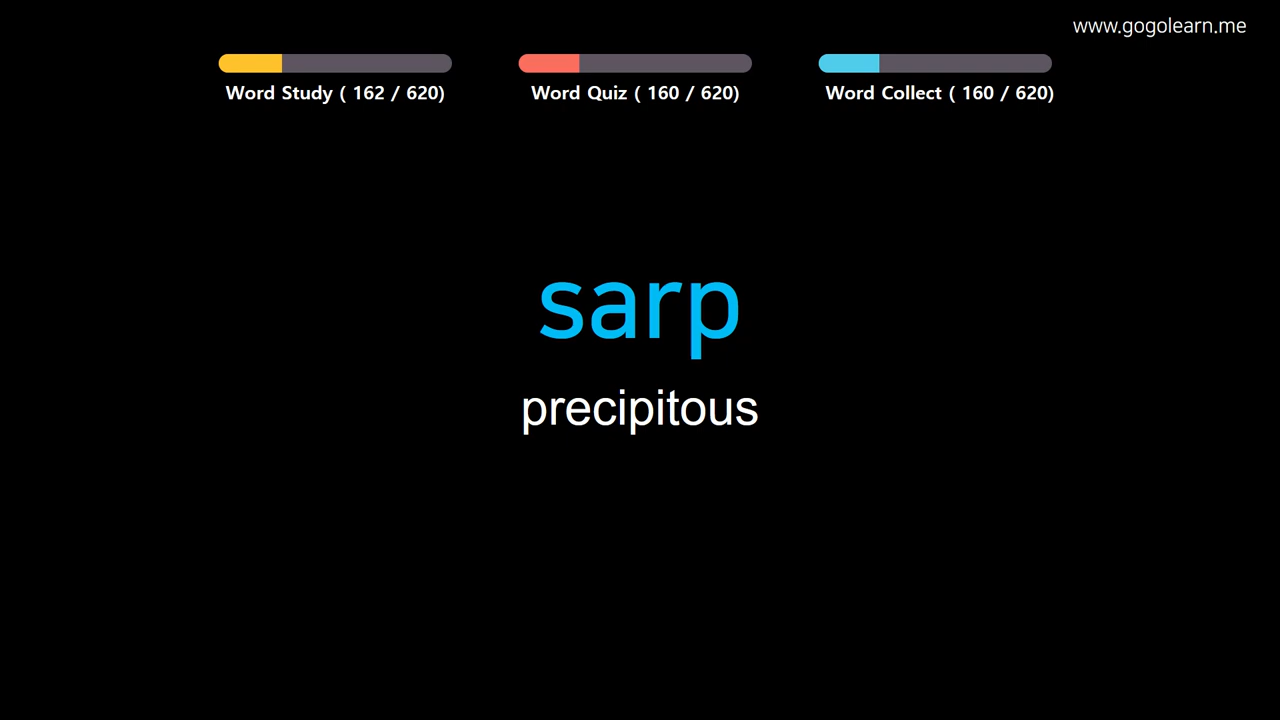 www.gogolearn.me
Word Study ( 162 / 620)
Word Quiz ( 160 / 620)
Word Collect ( 160 / 620)
sarp
precipitous